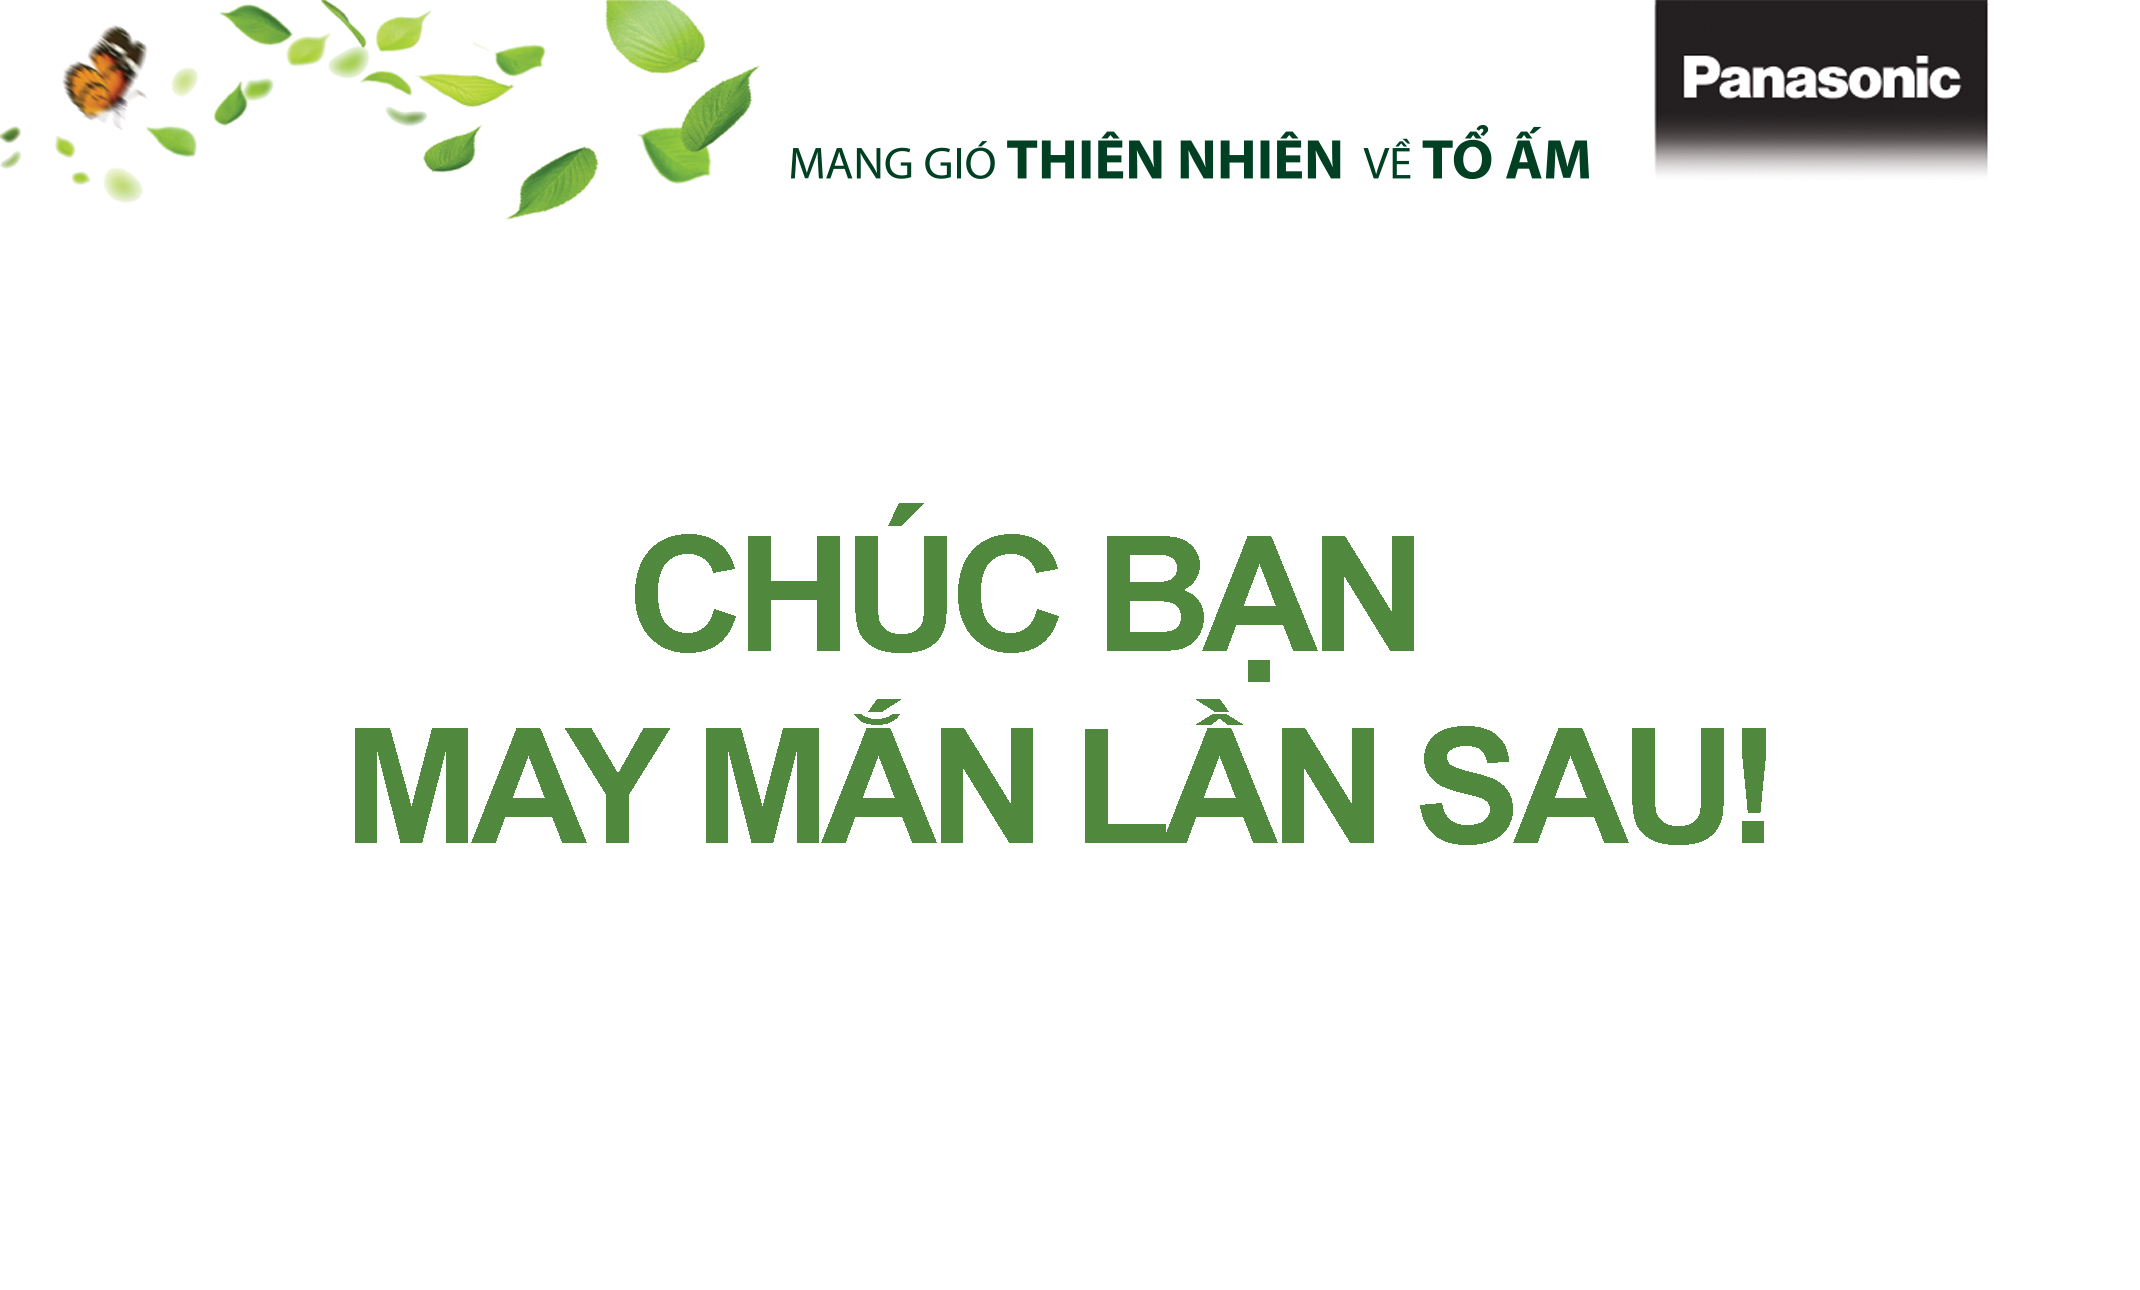 Panasonic
MANG GIÓ THIÊN NHIÊN VỀ TỔ ẤM
CHÚC BẠN
MAY MẮN LẦN SAU!